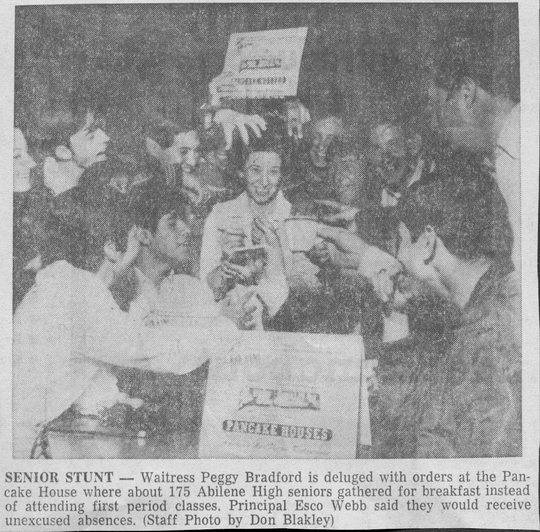 PANCAKE HOUSES
PANCAKE HOUSES
SENIOR STUNT — Waitress Peggy Bradford is deluged with orders at the Pan-
cake House where about 175 Abilene High seniors gathered for breakfast instead
of attending first period classes. Principal Esco Webb said they would receive
unexcused absences. (Staff Photo by Don Blakley)